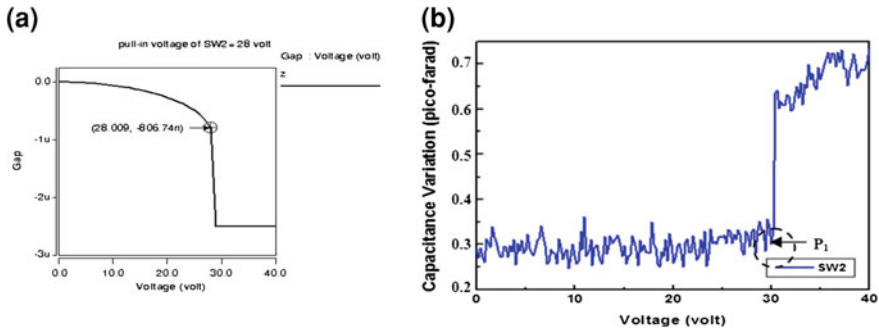 (a)
pull-in voltage of SW2 = 28 volt
Gap : Voltage (volt)
z
0.0
-1u
-2u
-3u
Gap
(28.009, -806.74n)
0.0
10.0
20.0
30.0
40.0
Voltage (volt)
(b)
Capacitance Variation (pico-farad)
0.7
0.6
0.5
0.4
0.3
0.2
P1
SW2
0
10
20
30
40
Voltage (volt)